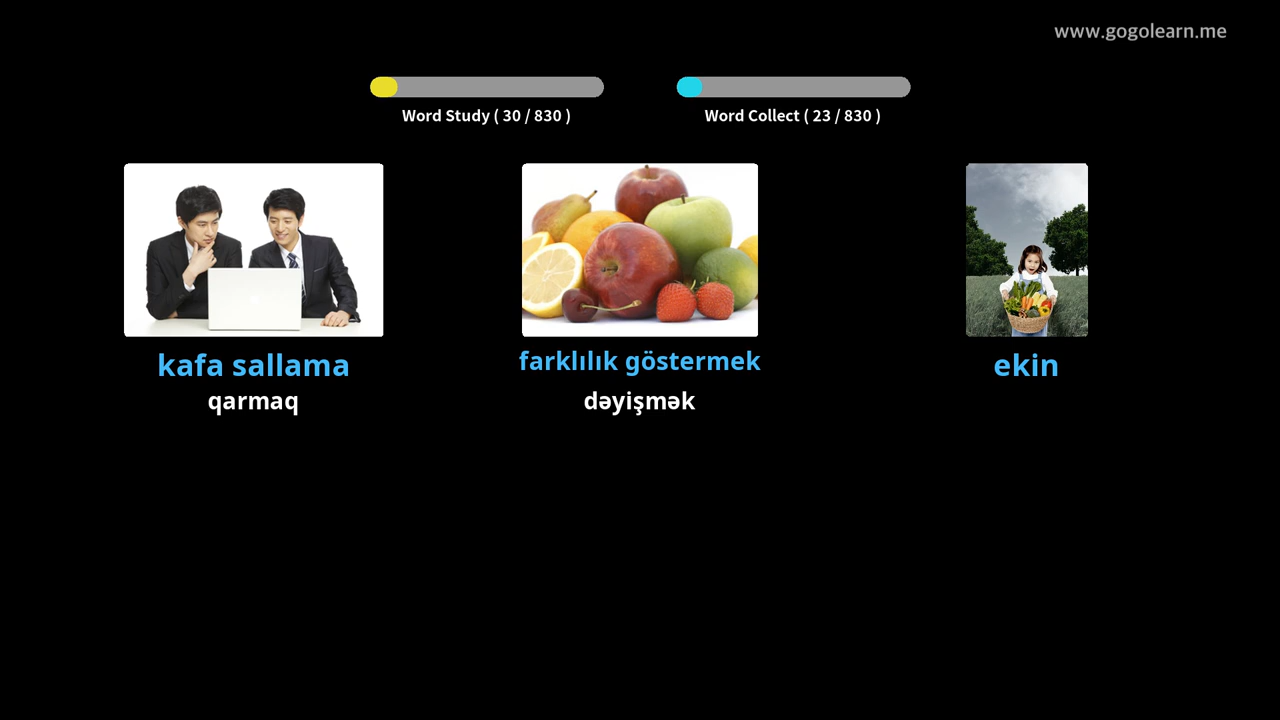 www.gogolearn.me
Word Study ( 30 / 830 )
Word Collect ( 23 / 830 )
kafa sallama
qarmaq
farklılık göstermek
dəyişmək
ekin